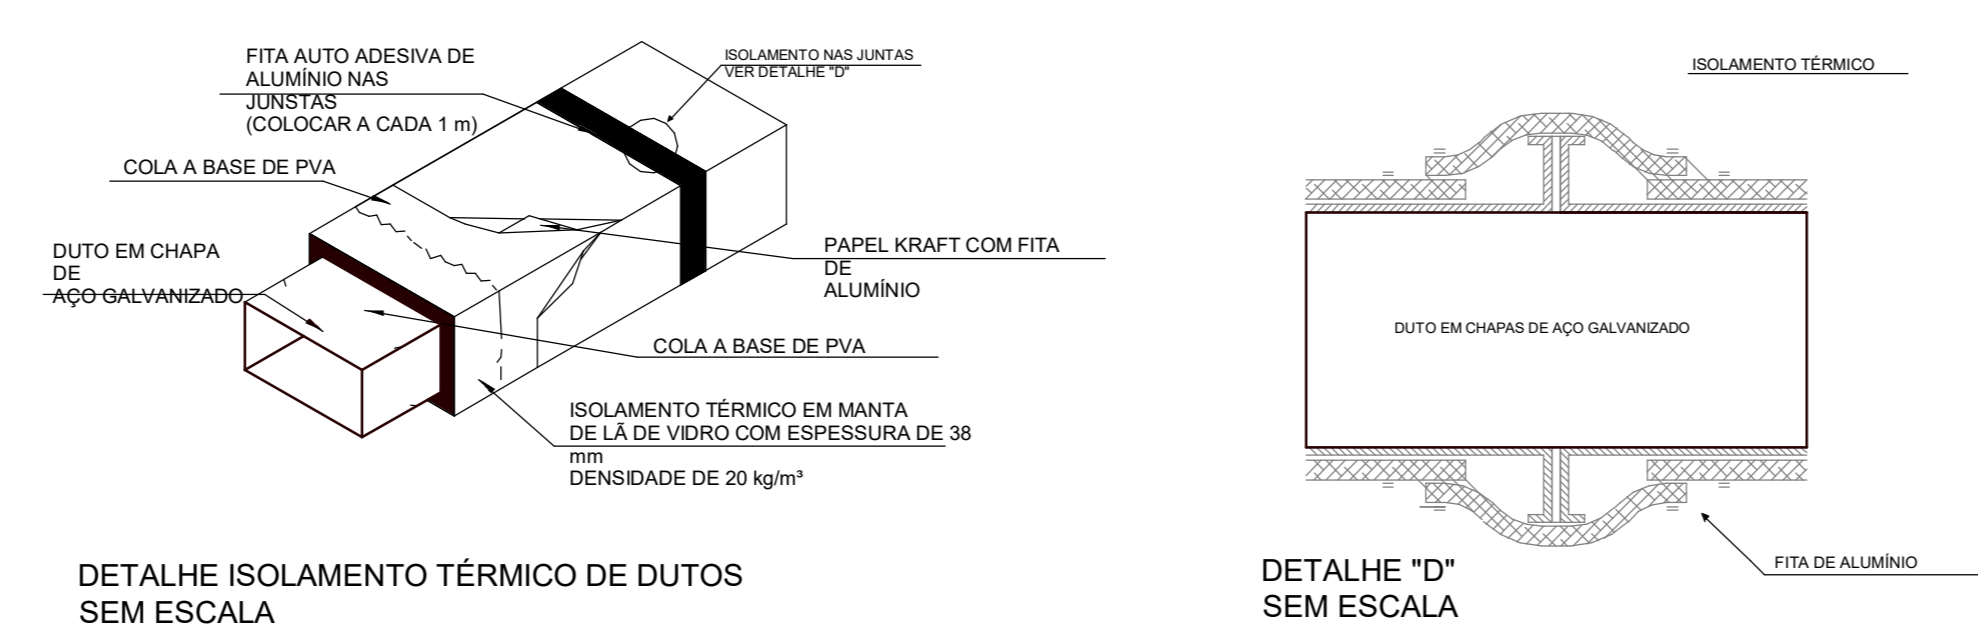 FITA AUTO ADESIVA DE
ALUMÍNIO NAS
JUNSTAS
(COLOCAR A CADA 1 m)
ISOLAMENTO NAS JUNTAS
VER DETALHE "D"
COLA A BASE DE PVA
DUTO EM CHAPA
DE
AÇO GALVANIZADO
PAPEL KRAFT COM FITA
DE
ALUMÍNIO
COLA A BASE DE PVA
ISOLAMENTO TÉRMICO EM MANTA
DE LÃ DE VIDRO COM ESPESSURA DE 38
mm
DENSIDADE DE 20 kg/m³
DETALHE ISOLAMENTO TÉRMICO DE DUTOS
SEM ESCALA
ISOLAMENTO TÉRMICO
DUTO EM CHAPAS DE AÇO GALVANIZADO
FITA DE ALUMÍNIO
DETALHE "D"
SEM ESCALA